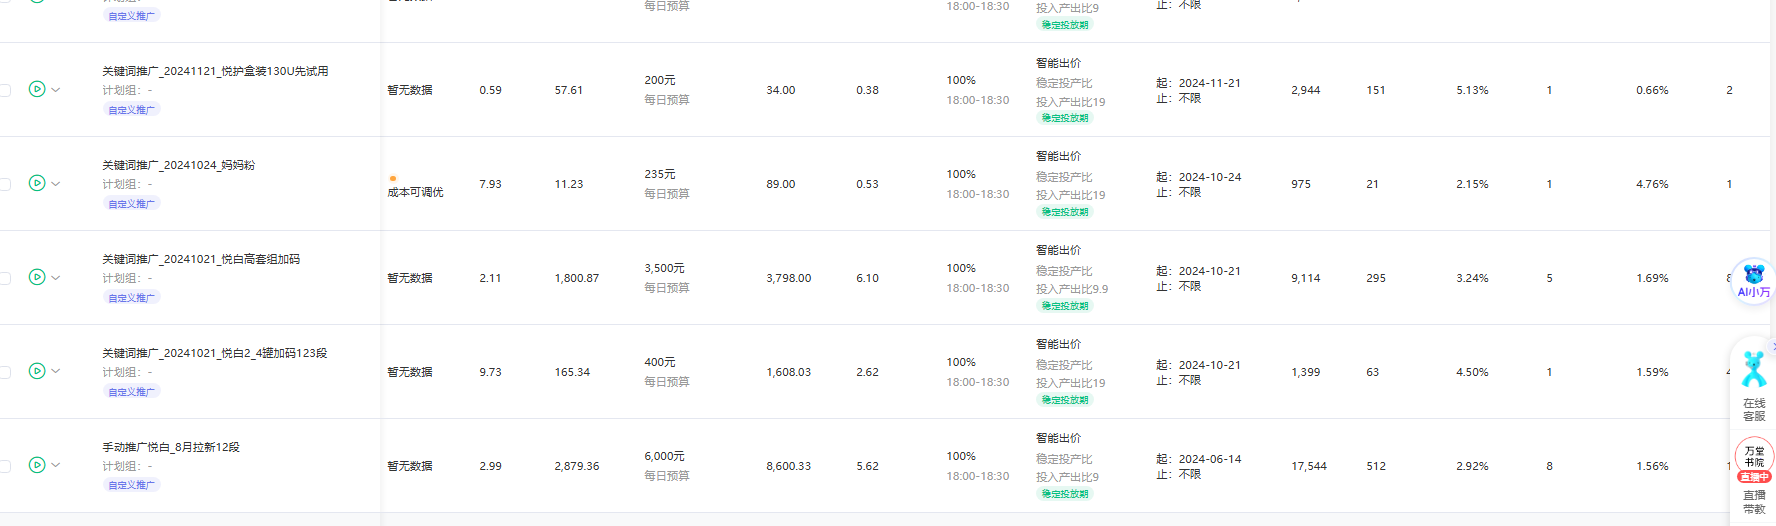 自定义推广
每日预算
18:00-18:30
投入产出比9
稳定投放期
止：不限
关键词推广_20241121_悦护盒装130U先试用
计划组：-
自定义推广
暂无数据
0.59
57.61
200元
每日预算
34.00
0.38
100%
18:00-18:30
智能出价
稳定投产比
投入产出比19
稳定投放期
起：2024-11-21
止：不限
2,944
151
5.13%
1
0.66%
2
关键词推广_20241024_妈妈粉
计划组：-
自定义推广
成本可调优
7.93
11.23
235元
每日预算
89.00
0.53
100%
18:00-18:30
智能出价
稳定投产比
投入产出比19
稳定投放期
起：2024-10-24
止：不限
975
21
2.15%
1
4.76%
1
关键词推广_20241021_悦白高套组加码
计划组：-
自定义推广
暂无数据
2.11
1,800.87
3,500元
每日预算
3,798.00
6.10
100%
18:00-18:30
智能出价
稳定投产比
投入产出比9.9
稳定投放期
起：2024-10-21
止：不限
9,114
295
3.24%
5
1.69%
AI小万
关键词推广_20241021_悦白2_4罐加码123段
计划组：-
自定义推广
暂无数据
9.73
165.34
400元
每日预算
1,608.03
2.62
100%
18:00-18:30
智能出价
稳定投产比
投入产出比19
稳定投放期
起：2024-10-21
止：不限
1,399
63
4.50%
1
1.59%
在线
客服
手动推广悦白_8月拉新12段
计划组：-
自定义推广
暂无数据
2.99
2,879.36
6,000元
每日预算
8,600.33
5.62
100%
18:00-18:30
智能出价
稳定投产比
投入产出比9
稳定投放期
起：2024-06-14
止：不限
17,544
512
2.92%
8
1.56%
万堂
书院
直播中
直播
带教